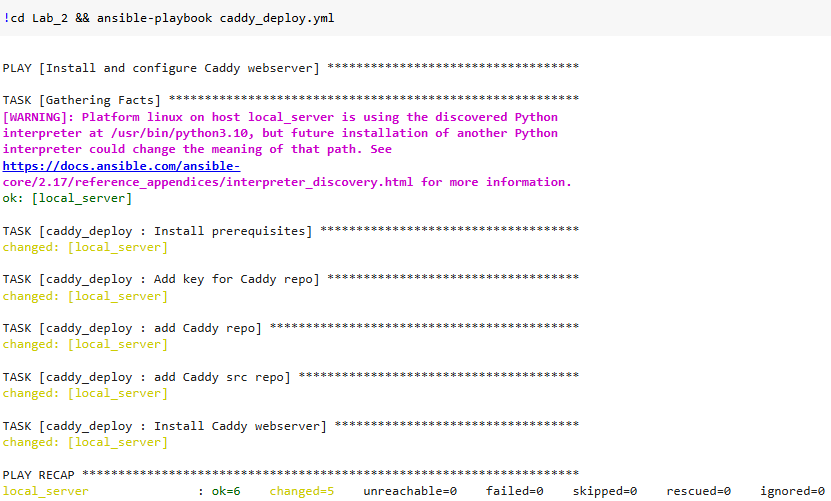 !cd Lab_2 && ansible-playbook caddy_deploy.yml
PLAY [Install and configure Caddy webserver] ***********************************
TASK [Gathering Facts] *********************************************************
[WARNING]: Platform linux on host local_server is using the discovered Python
interpreter at /usr/bin/python3.10, but future installation of another Python
interpreter could change the meaning of that path. See
https://docs.ansible.com/ansible-
core/2.17/reference_appendices/interpreter_discovery.html for more information.
ok: [local_server]
TASK [caddy_deploy : Install prerequisites] ************************************
changed: [local_server]
TASK [caddy_deploy : Add key for Caddy repo] ***********************************
changed: [local_server]
TASK [caddy_deploy : add Caddy repo] *******************************************
changed: [local_server]
TASK [caddy_deploy : add Caddy src repo] ***************************************
changed: [local_server]
TASK [caddy_deploy : Install Caddy webserver] **********************************
changed: [local_server]
PLAY RECAP *********************************************************************
local_server               : ok=6    changed=5    unreachable=0    failed=0    skipped=0    rescued=0    ignored=0